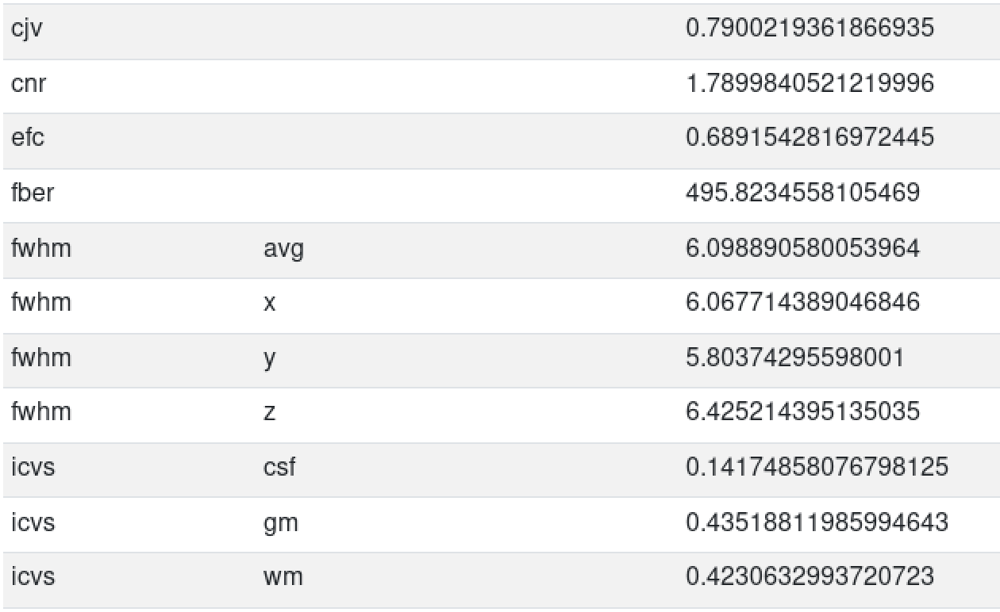 cjv 0.7900219361866935
cnr 1.7899840521219996
efc 0.6891542816972445
fber 495.8234558105469
fwhm avg 6.098890580053964
fwhm x 6.067714389046846
fwhm y 5.80374295598001
fwhm z 6.425214395135035
icvs csf 0.14174858076798125
icvs gm 0.43518811985994643
icvs wm 0.4230632993720723